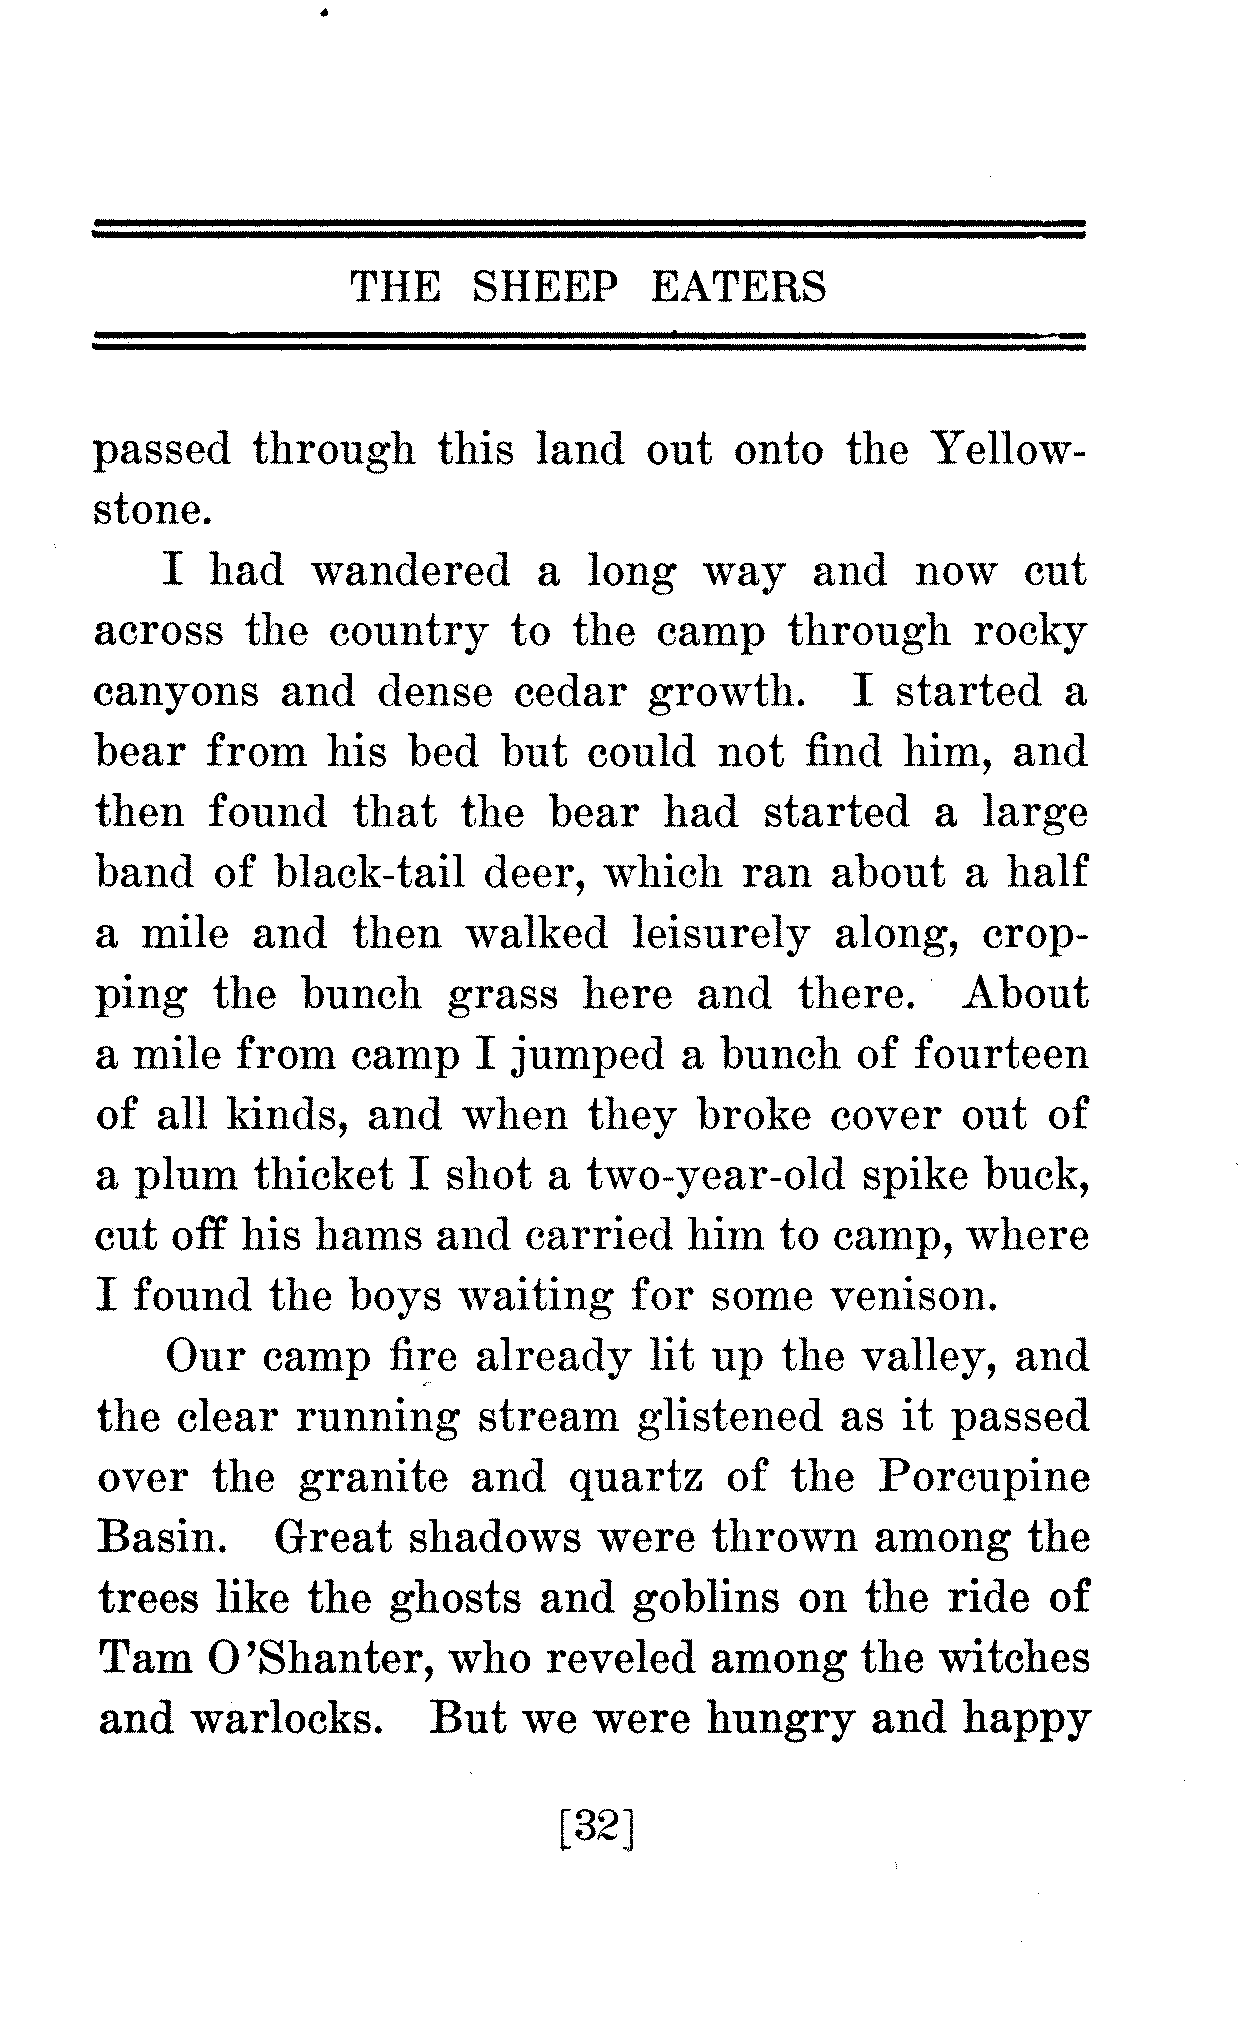 THE SHEEP EATERS
passed through this land out onto the Yellow-
stone.
I had wandered a long way and now cut
across the country to the camp through rocky
canyons and dense cedar growth. I started a
bear from his bed but could not find him, and
then found that the bear had started a large
band of black-tail deer, which ran about a half
a mile and then walked leisurely along, crop-
ping the bunch grass here and there. About
a mile from camp I jumped a bunch of fourteen
of all kinds, and when they broke cover out of
a plum thicket I shot a two-year-old spike buck,
cut off his hams and carried him to camp, where
I found the boys waiting for some venison.
Our camp fire already lit up the valley, and
the clear running stream glistened as it passed
over the granite and quartz of the Porcupine
Basin. Great shadows were thrown among the
trees like the ghosts and goblins on the ride of
Tam O'Shanter, who reveled among the witches
and warlocks. But we were hungry and happy
[32]